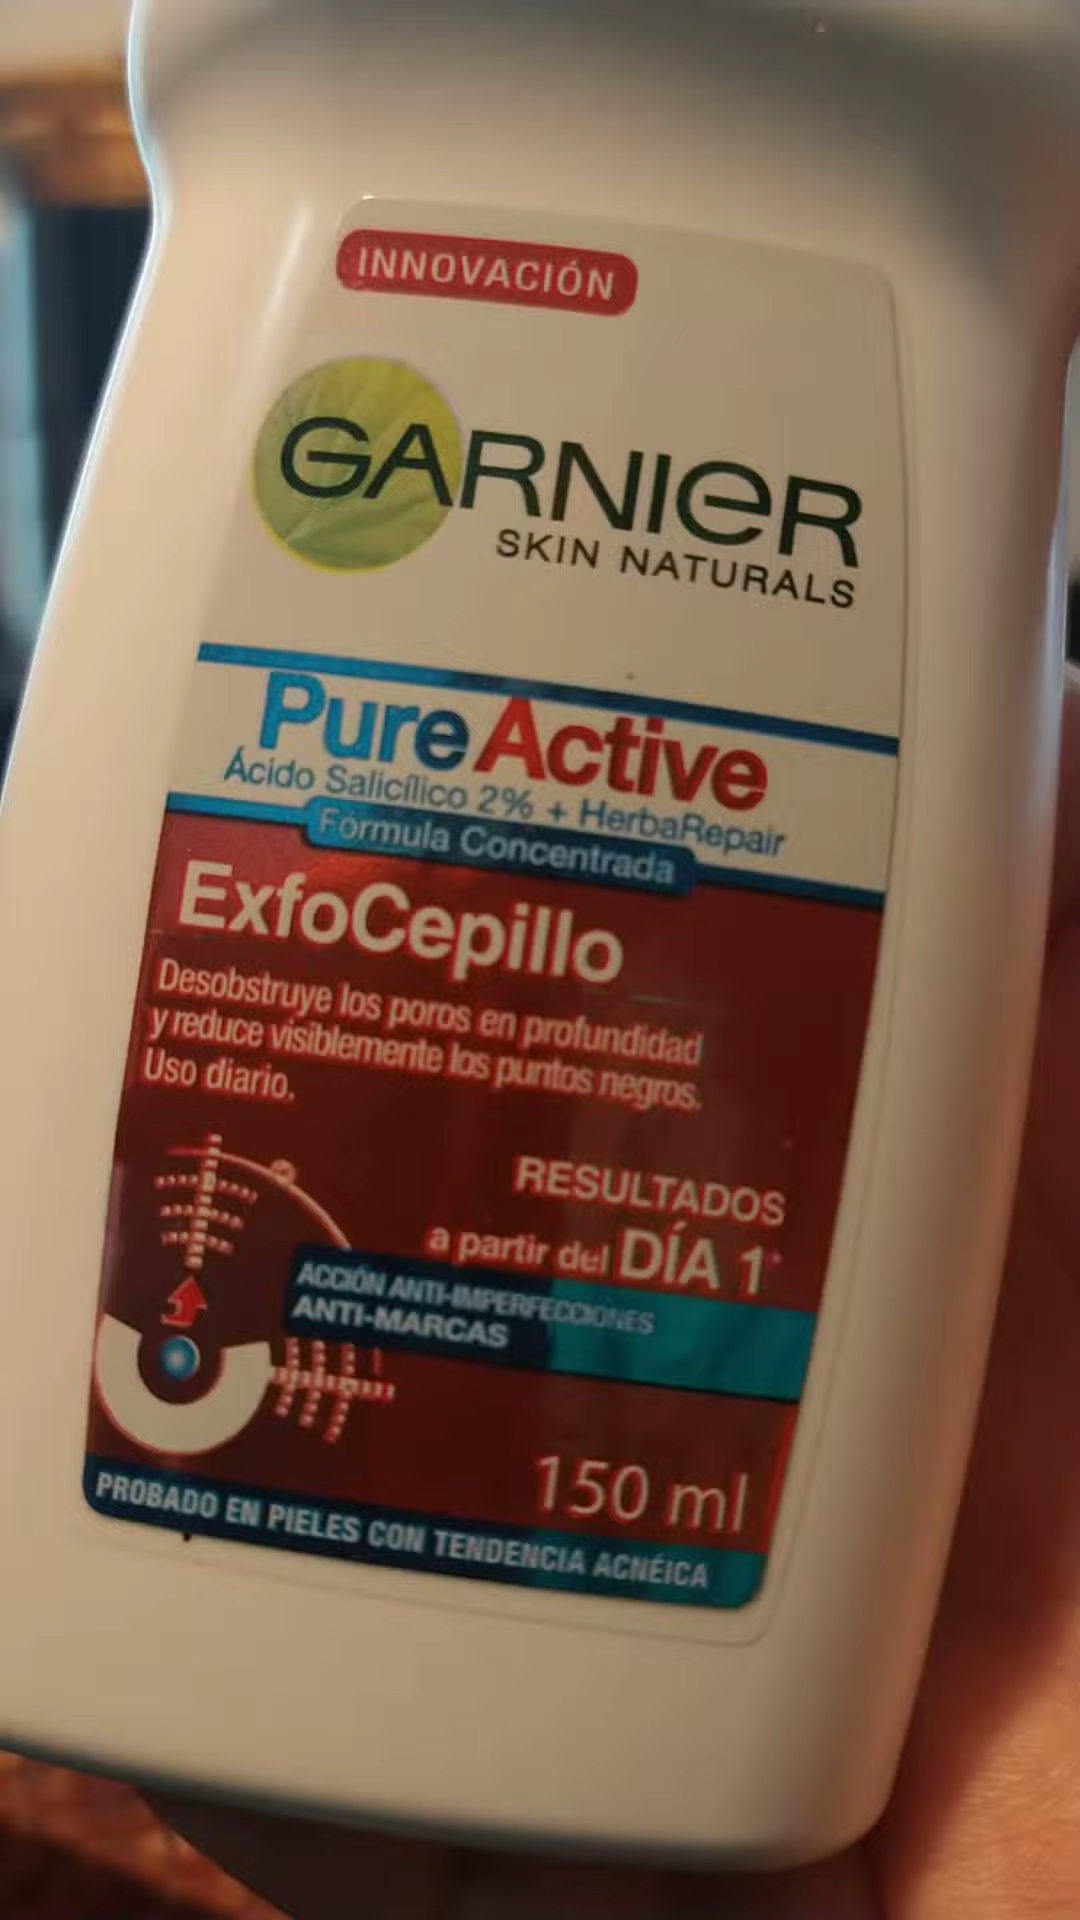 INNOVACIÓN
GARNIER
SKIN NATURALS
PureActive
Ácido Salicílico 2% + HerbaRepair
Fórmula Concentrada
ExfoCepillo
Desobstruye los poros en profundidad
y reduce visiblemente los puntos negros.
Uso diario.
RESULTADOS
a partir del DÍA 1*
ACCIÓN ANTI-IMPERFECCIONES
ANTI-MARCAS
150 ml
PROBADO EN PIELES CON TENDENCIA ACNÉICA